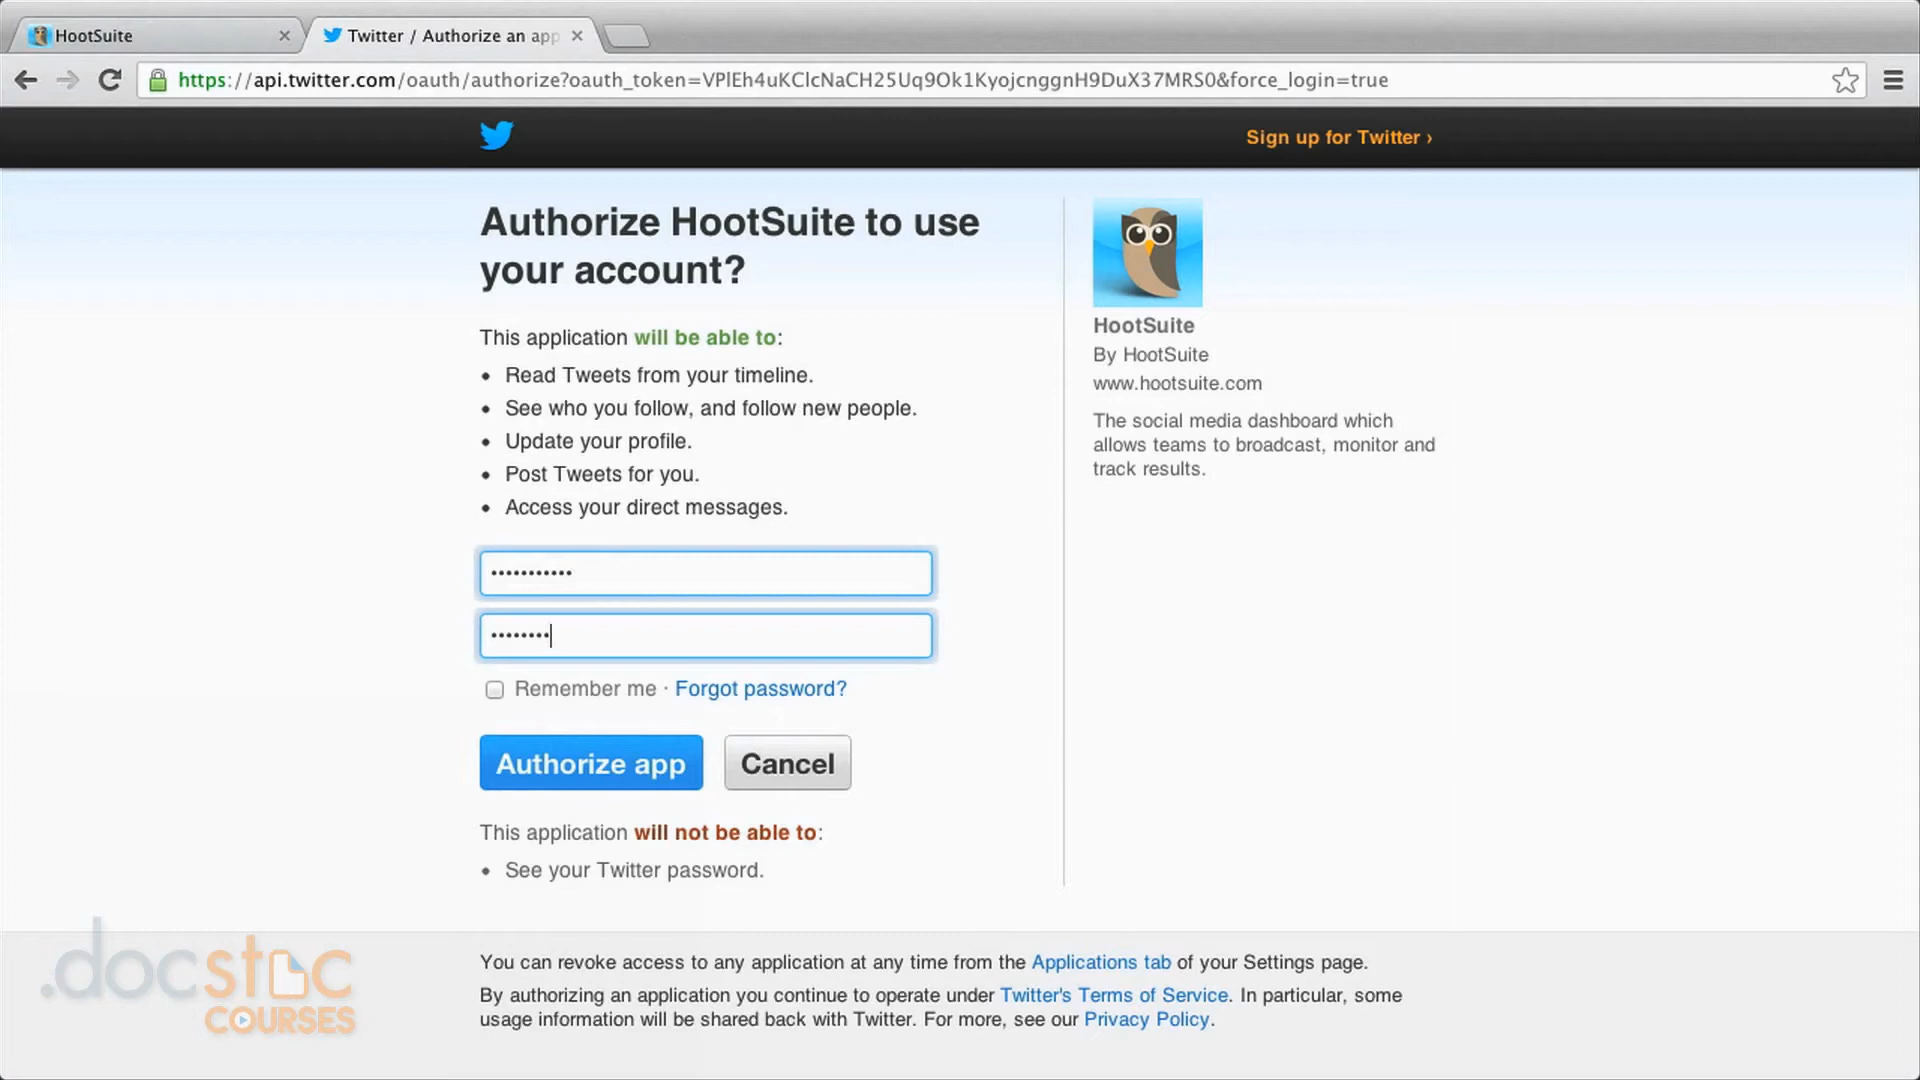 HootSuite
Twitter / Authorize an app
https://api.twitter.com/oauth/authorize?oauth_token=VPlEh4uKClcNaCH25Uq9Ok1KyojcnggnH9DuX37MRS0&force_login=true
Sign up for Twitter ›
Authorize HootSuite to use
your account?
This application will be able to:
• Read Tweets from your timeline.
• See who you follow, and follow new people.
• Update your profile.
• Post Tweets for you.
• Access your direct messages.
•••••••••••
••••••••
Remember me · Forgot password?
Authorize app
Cancel
This application will not be able to:
• See your Twitter password.
HootSuite
By HootSuite
www.hootsuite.com
The social media dashboard which
allows teams to broadcast, monitor and
track results.
You can revoke access to any application at any time from the Applications tab of your Settings page.
By authorizing an application you continue to operate under Twitter's Terms of Service. In particular, some
usage information will be shared back with Twitter. For more, see our Privacy Policy.
.docstoc
COURSES